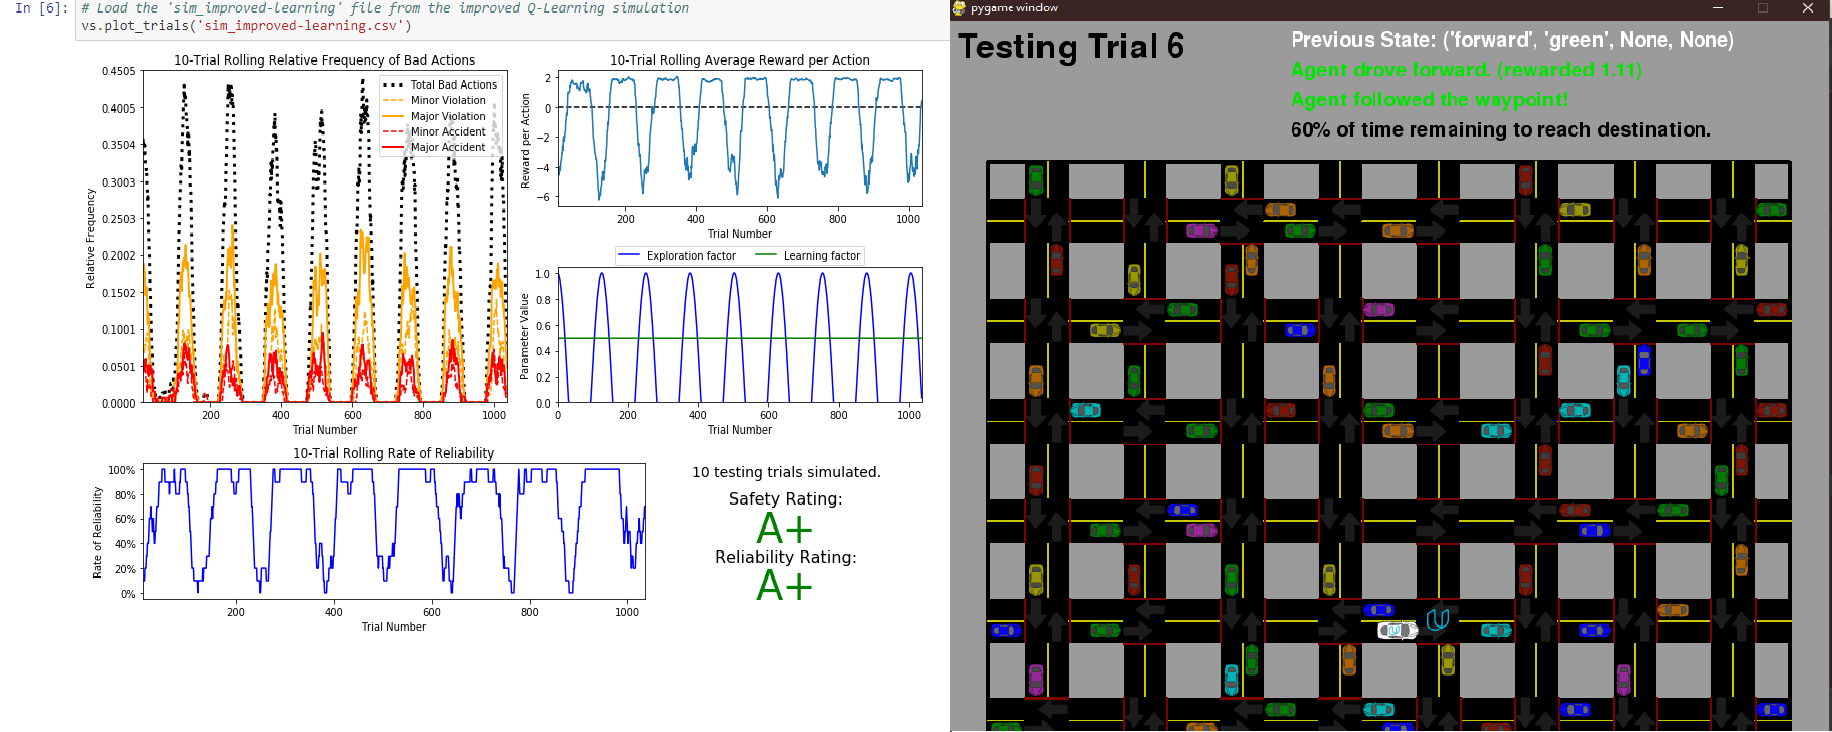 In [6]: # Load the 'sim_improved-learning' file from the improved Q-Learning simulation
vs.plot_trials('sim_improved-learning.csv')
10-Trial Rolling Relative Frequency of Bad Actions
0.4505
0.4005
0.3504
0.3003
0.2503
0.2002
0.1502
0.1001
0.0501
0.0000
Relative Frequency
Total Bad Actions
Minor Violation
Major Violation
Minor Accident
Major Accident
200 400 600 800 1000
Trial Number
10-Trial Rolling Average Reward per Action
2
0
−2
−4
−6
Reward per Action
200 400 600 800 1000
Trial Number
Exploration factor Learning factor
1.0
0.8
0.6
0.4
0.2
0.0
Parameter Value
0 200 400 600 800 1000
Trial Number
10-Trial Rolling Rate of Reliability
100%
80%
60%
40%
20%
0%
Rate of Reliability
200 400 600 800 1000
Trial Number
10 testing trials simulated.
Safety Rating:
A+
Reliability Rating:
A+
pygame window
Testing Trial 6
Previous State: ('forward', 'green', None, None)
Agent drove forward. (rewarded 1.11)
Agent followed the waypoint!
60% of time remaining to reach destination.